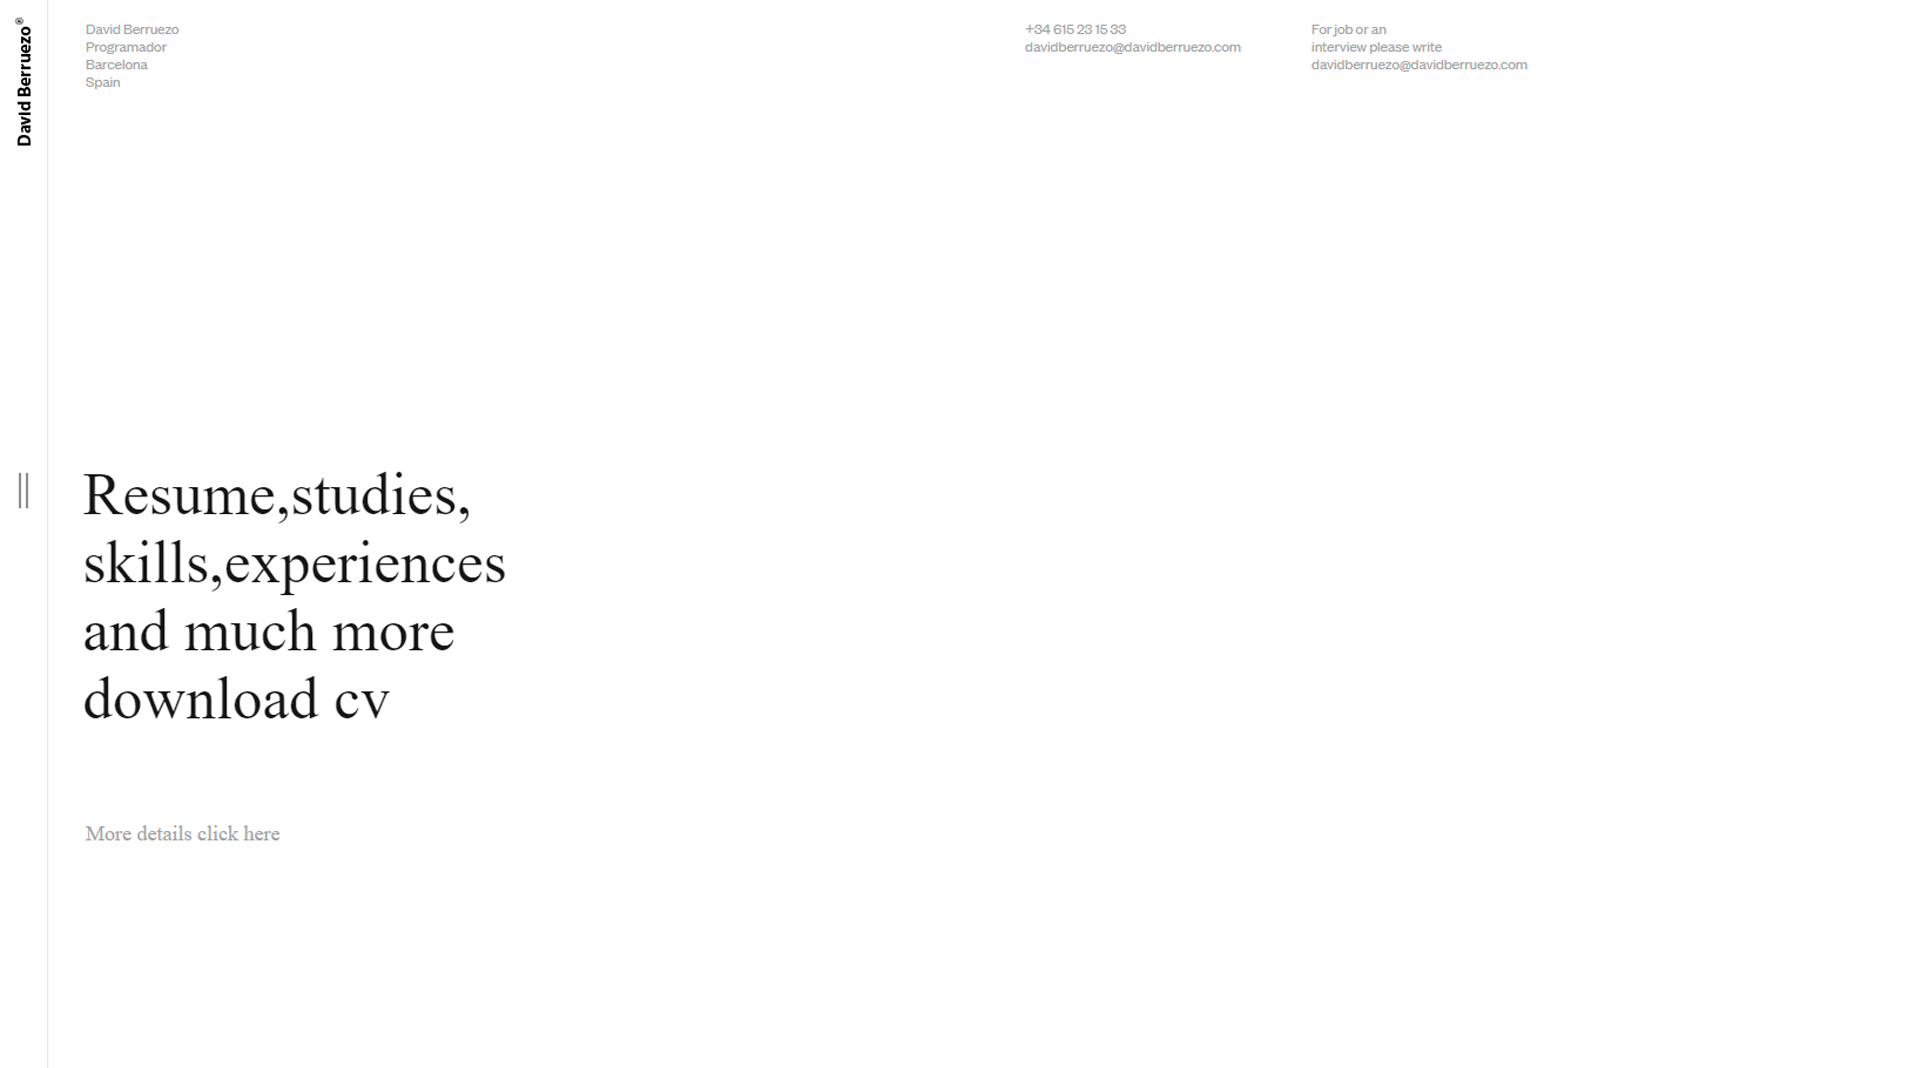 David Berruezo®
David Berruezo
Programador
Barcelona
Spain
+34 615 23 15 33
davidberruezo@davidberruezo.com
For job or an
interview please write
davidberruezo@davidberruezo.com
Resume,studies,
skills,experiences
and much more
download cv
More details click here